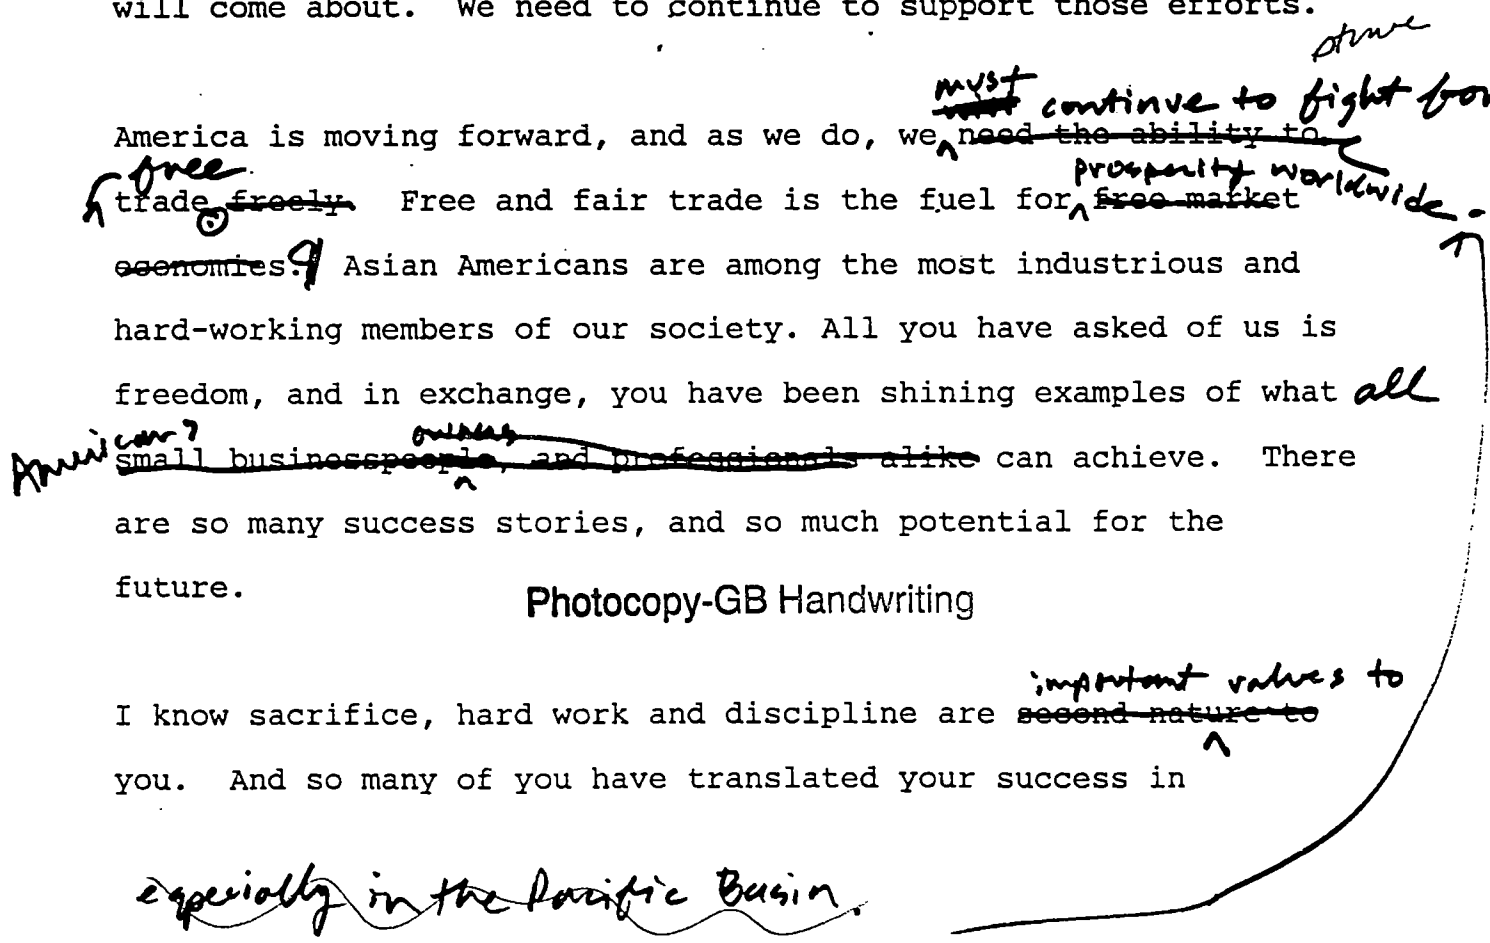 will come about. We need to continue to support those efforts.
strive
must continue to fight for
America is moving forward, and as we do, we need the ability to
free prosperity worldwide.
trade freely. Free and fair trade is the fuel for free market
economies. Asian Americans are among the most industrious and
hard-working members of our society. All you have asked of us is
freedom, and in exchange, you have been shining examples of what all
Americans owners
small businesspeople, and professionals alike can achieve. There
are so many success stories, and so much potential for the
future.
Photocopy-GB Handwriting
important values to
I know sacrifice, hard work and discipline are second nature to
you. And so many of you have translated your success in
especially in the Pacific Basin.